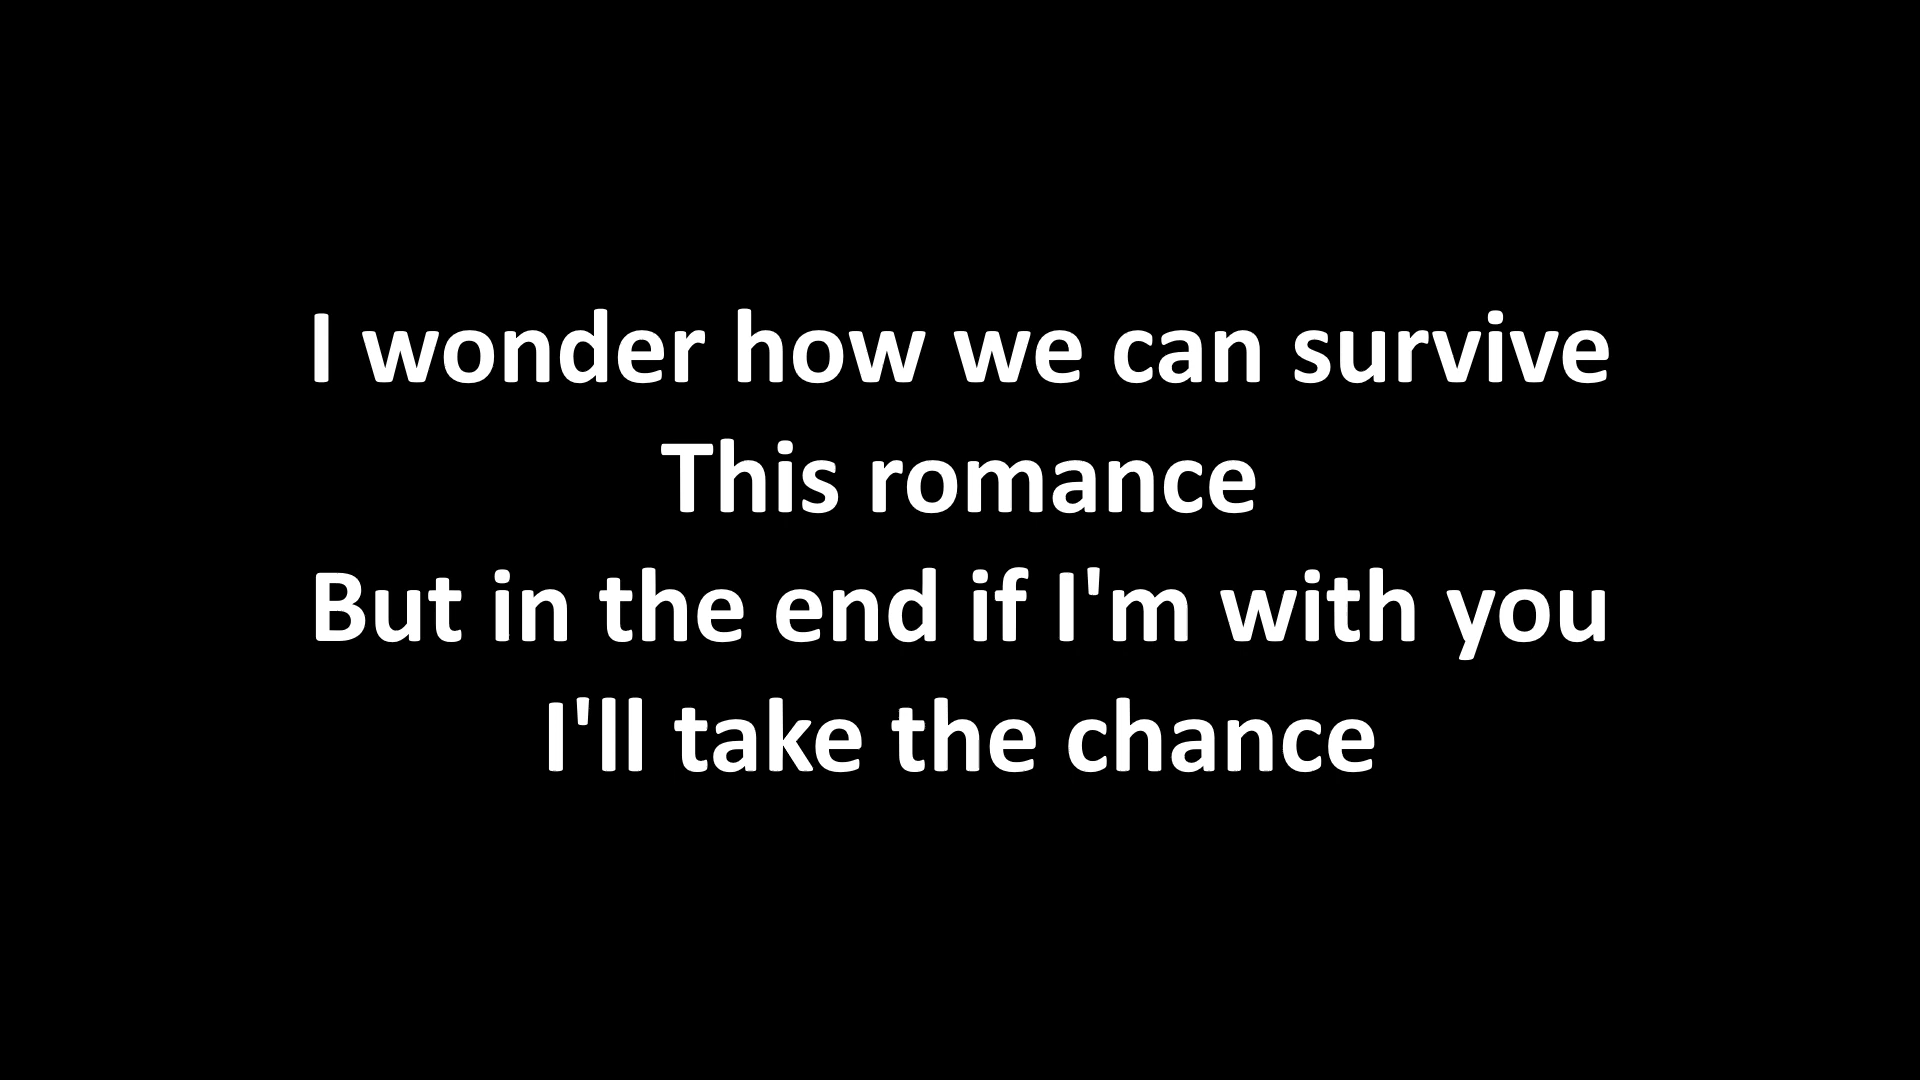 I wonder how we can survive
This romance
But in the end if I'm with you
I'll take the chance